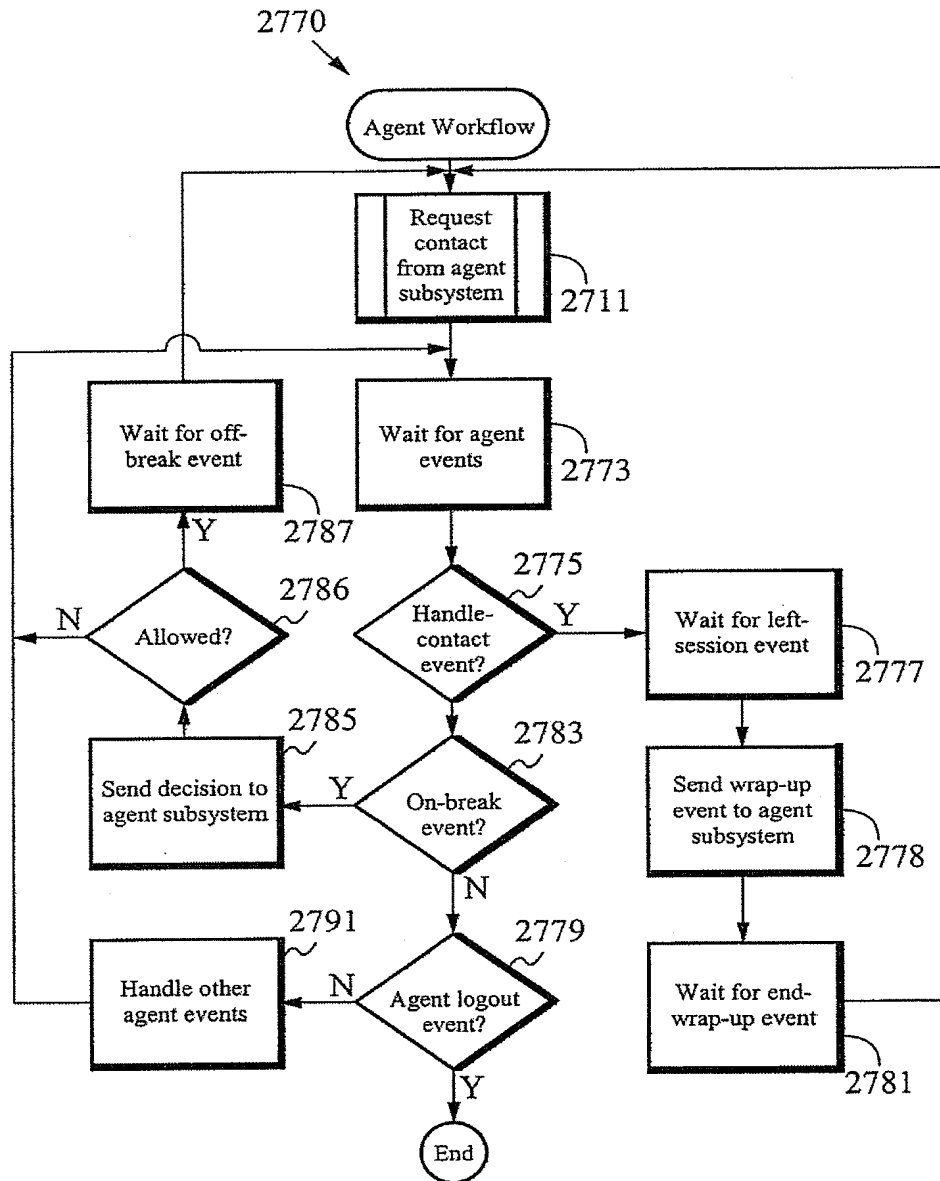 2770
Agent Workflow
Request
contact
from agent
subsystem
2711
Wait for off-
break event
2787
Wait for agent
events
2773
Y
2786
Allowed?
N
2775
Handle-
contact
event?
Y
Wait for left-
session event
2777
2785
Send decision to
agent subsystem
2783
On-break
event?
Y
N
Send wrap-up
event to agent
subsystem
2778
2791
Handle other
agent events
2779
Agent logout
event?
N
Y
Wait for end-
wrap-up event
2781
End